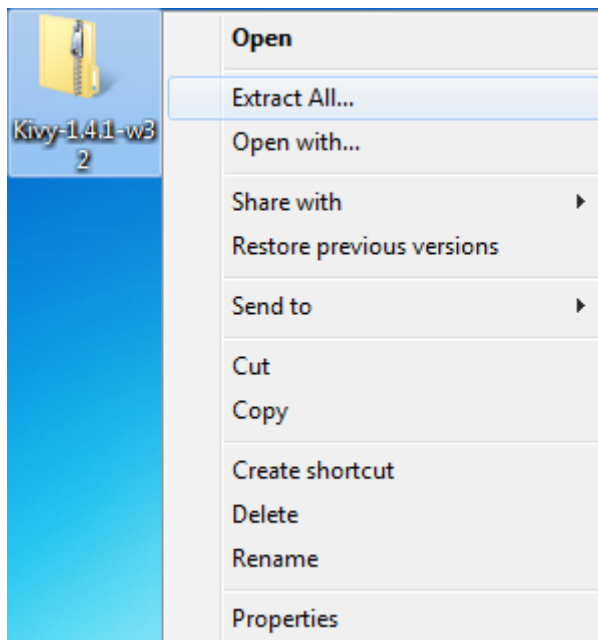 Kivy-1.4.1-w3
2
Open
Extract All...
Open with...
Share with
Restore previous versions
Send to
Cut
Copy
Create shortcut
Delete
Rename
Properties